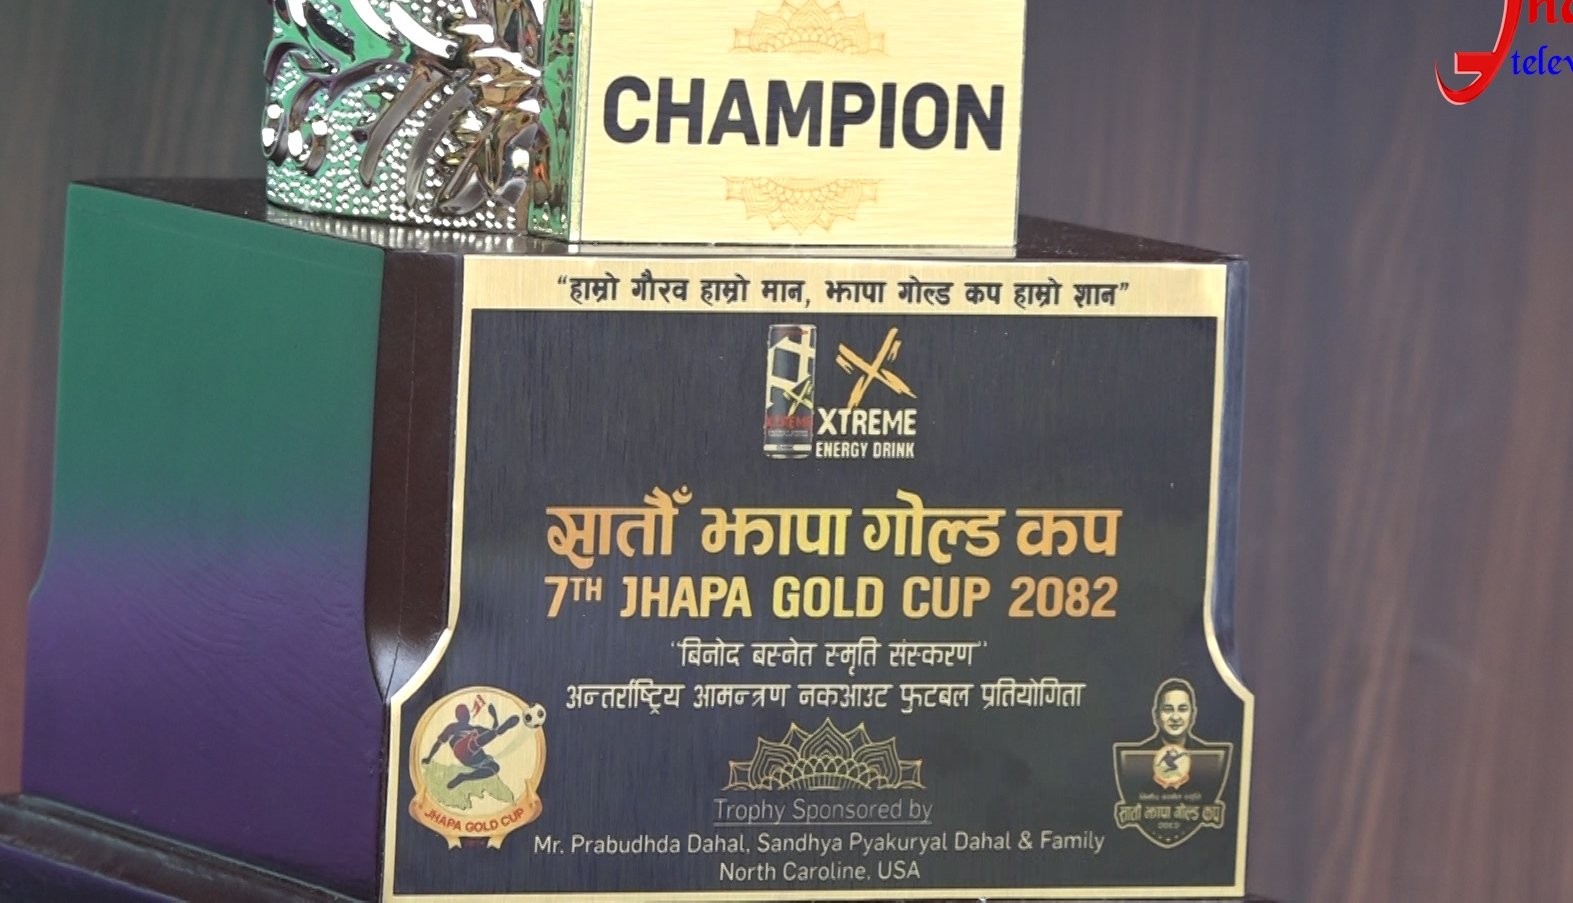 CHAMPION
“हाम्रो गौरव हाम्रो मान, झापा गोल्ड कप हाम्रो शान”
XTREME
XTREME
ENERGY DRINK
सातौँ झापा गोल्ड कप
7TH JHAPA GOLD CUP 2082
“बिनोद बस्नेत स्मृति संस्करण”
अन्तर्राष्ट्रिय आमन्त्रण नकआउट फुटबल प्रतियोगिता
JHAPA GOLD CUP
सातौँ झापा गोल्ड कप
Trophy Sponsored by
Mr. Prabudhda Dahal, Sandhya Pyakuryal Dahal & Family
North Caroline, USA